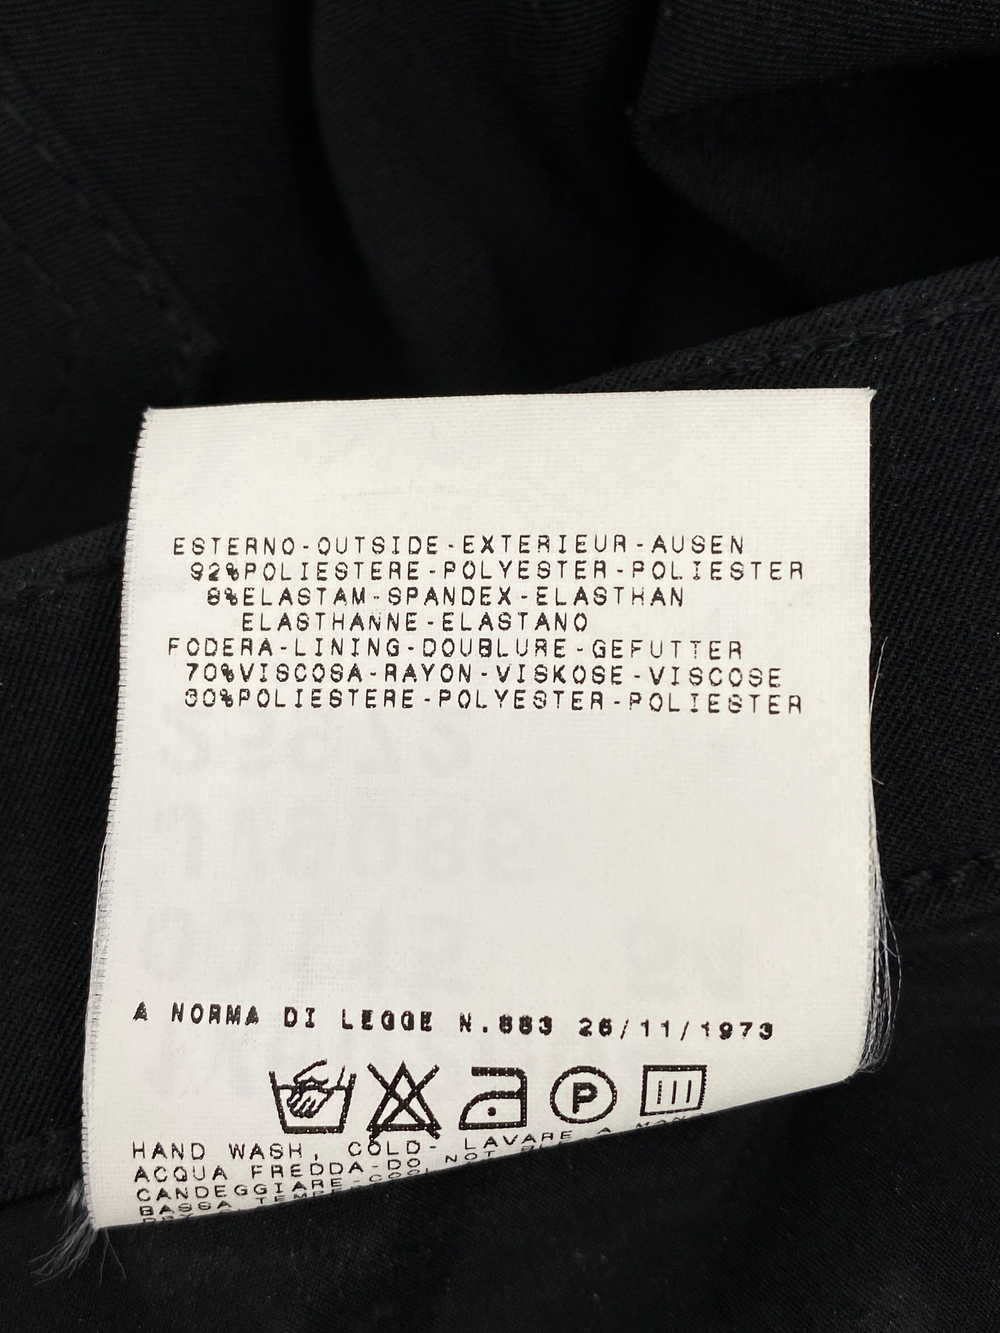 ESTERNO-OUTSIDE-EXTERIEUR-AUSEN
92%POLIESTERE-POLYESTER-POLIESTER
8%ELASTAM-SPANDEX-ELASTHAN
ELASTHANNE-ELASTANO
FODERA-LINING-DOUBLURE-GEFUTTER
70%VISCOSA-RAYON-VISKOSE-VISCOSE
30%POLIESTERE-POLYESTER-POLIESTER
A NORMA DI LEGGE N.883 26/11/1973
P
HAND WASH, COLD- LAVARE A
ACQUA FREDDA-DO NOT
CANDEGGIARE-
BASSA